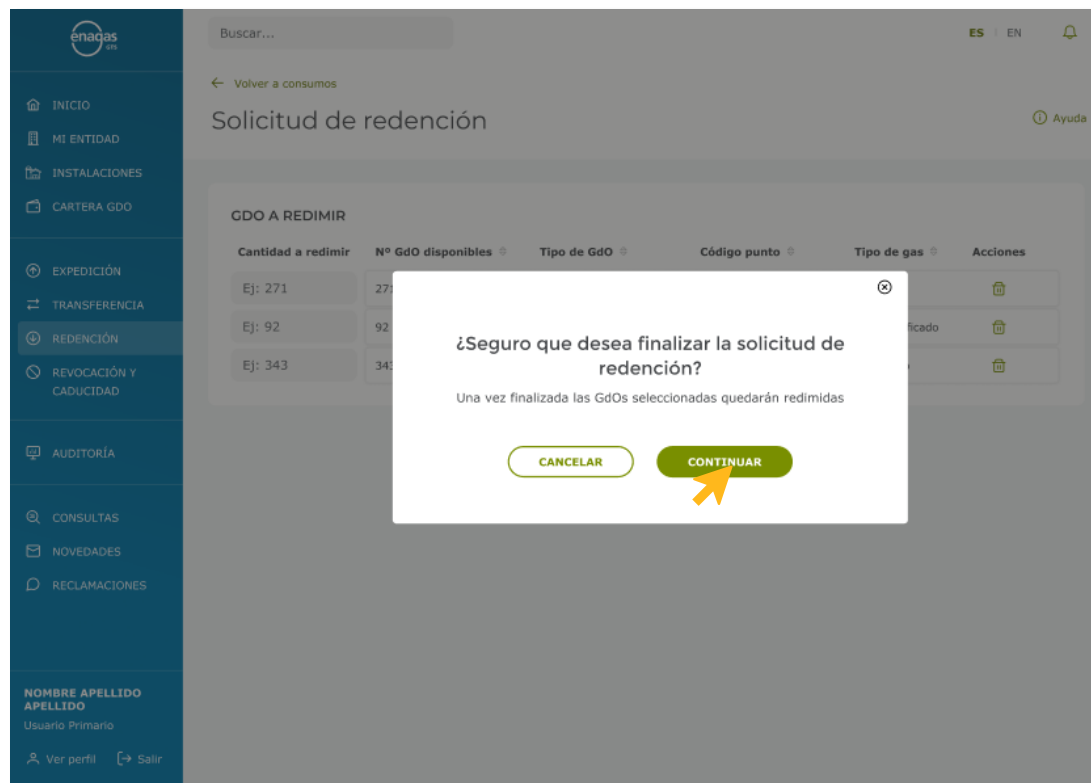 enagas
GTS
Buscar...
ES | EN
← Volver a consumos
Solicitud de redención
Ayuda
INICIO
MI ENTIDAD
INSTALACIONES
CARTERA GDO
EXPEDICIÓN
TRANSFERENCIA
REDENCIÓN
REVOCACIÓN Y
CADUCIDAD
AUDITORÍA
CONSULTAS
NOVEDADES
RECLAMACIONES
NOMBRE APELLIDO
APELLIDO
Usuario Primario
Ver perfil Salir
GDO A REDIMIR
Cantidad a redimir Nº GdO disponibles Tipo de GdO Código punto Tipo de gas Acciones
Ej: 271 27
Ej: 92 92 ficado
Ej: 343 34
¿Seguro que desea finalizar la solicitud de
redención?
Una vez finalizada las GdOs seleccionadas quedarán redimidas
CANCELAR CONTINUAR